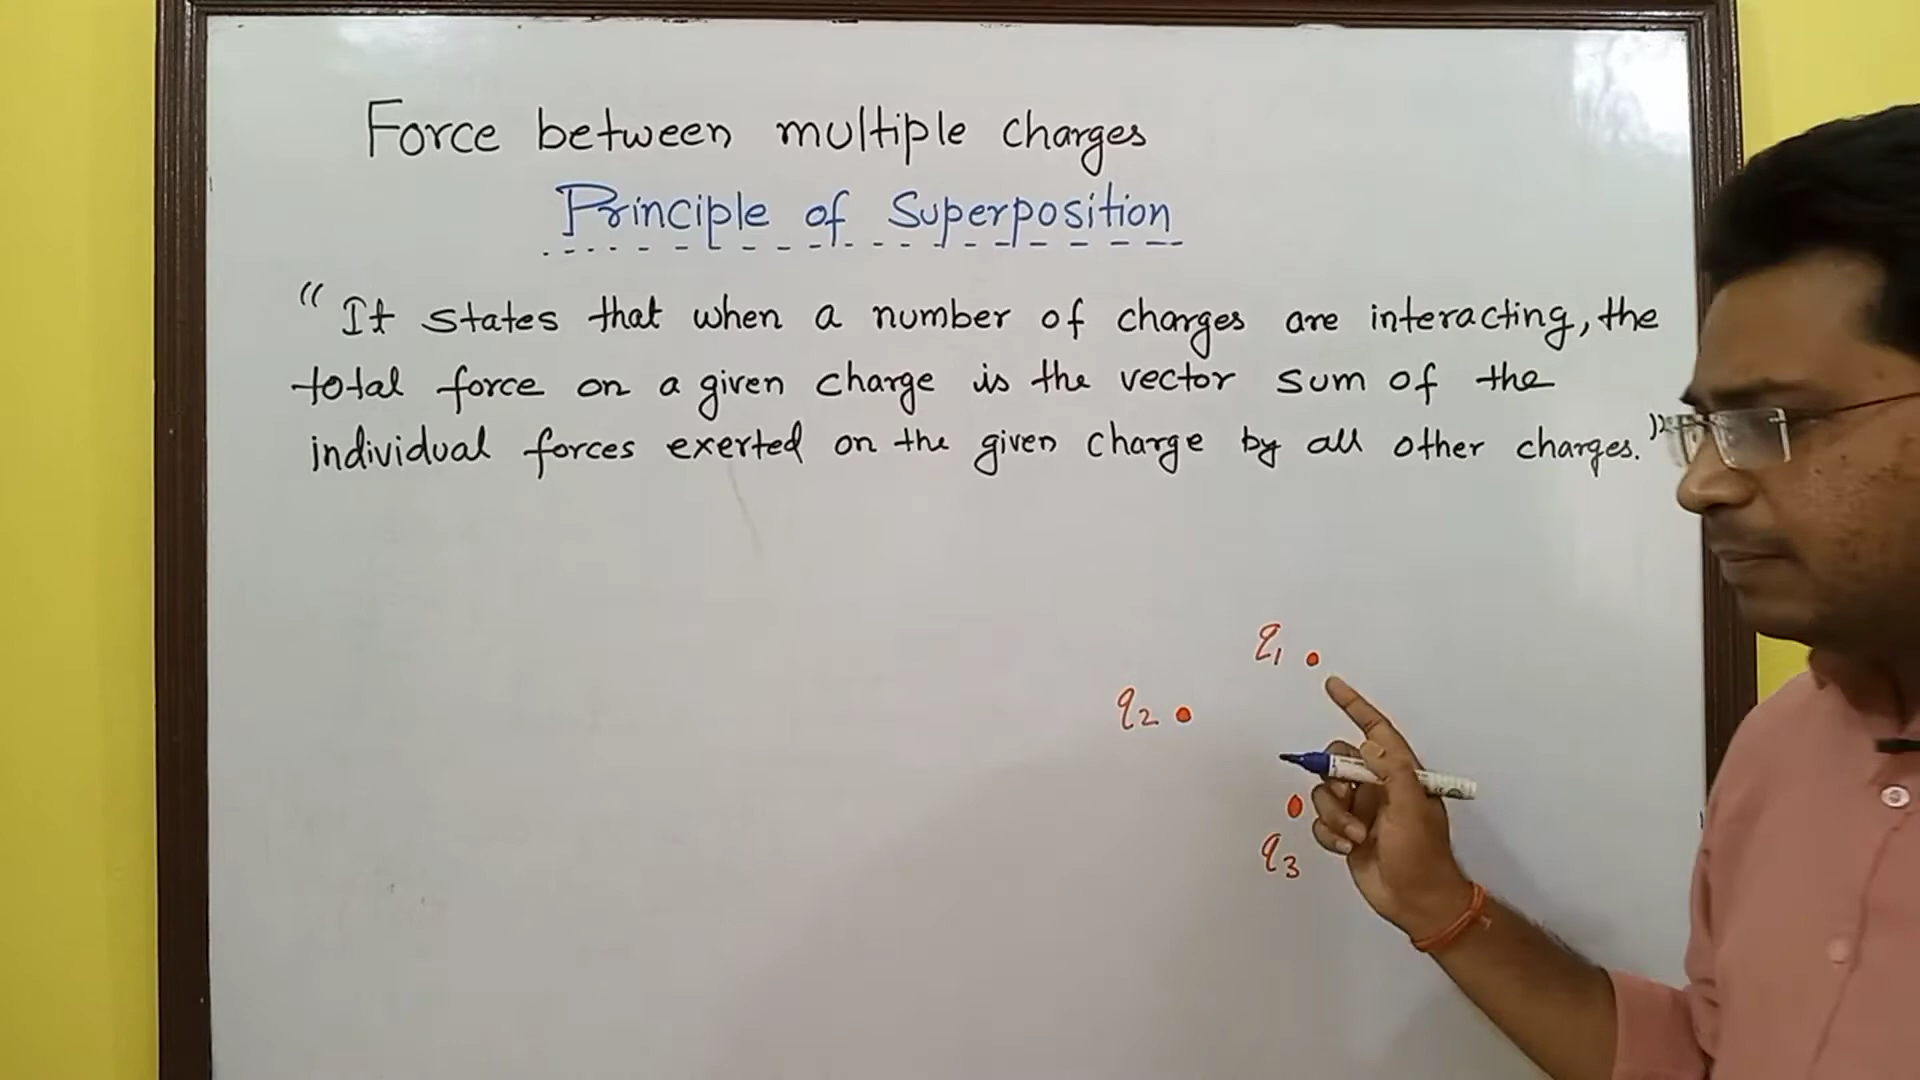 Force between multiple charges
Principle of Superposition
"It states that when a number of charges are interacting, the
total force on a given charge is the vector sum of the
individual forces exerted on the given charge by all other charges."
q1
q2
q3